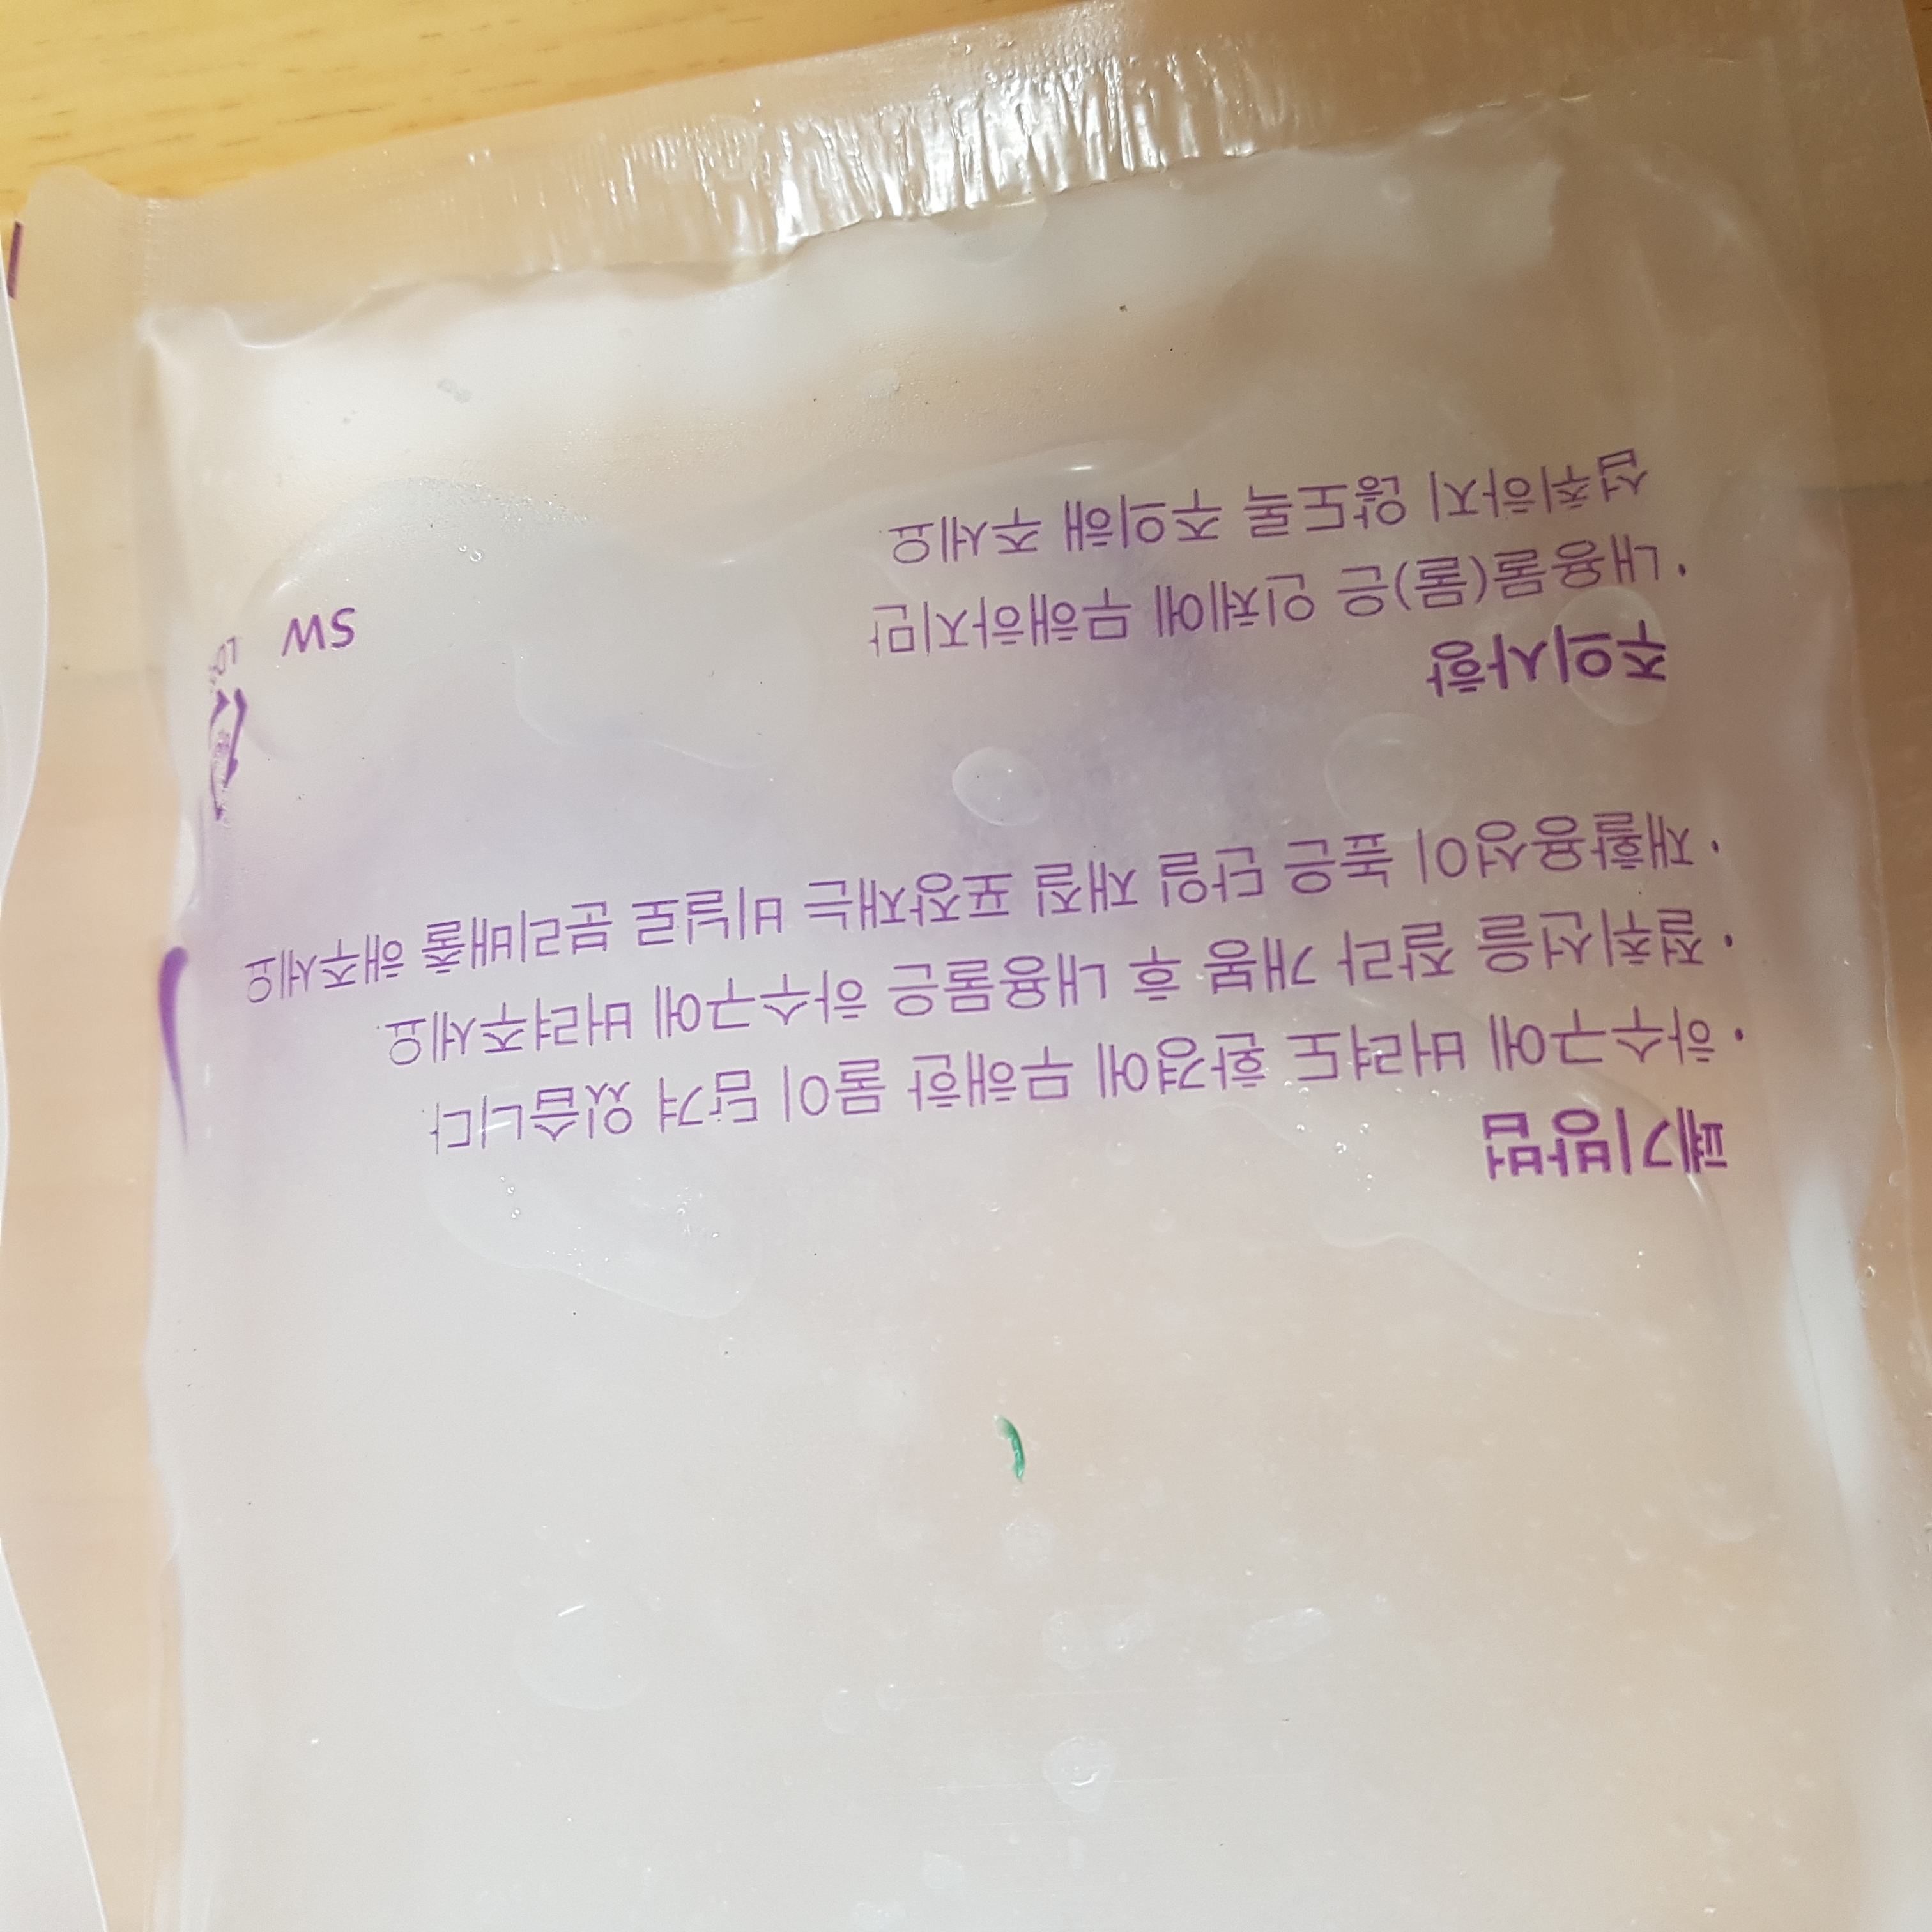 폐기방법
· 하수구에 버려도 환경에 무해한 물이 담겨 있습니다.
· 절취선을 잘라 개봉 후 내용물은 하수구에 버려주세요.
· 재활용성이 높은 단일 재질 포장재는 비닐로 분리배출 해주세요
주의사항
· 내용물(물)은 인체에 무해하지만
섭취하지 않도록 주의해 주세요.
SW